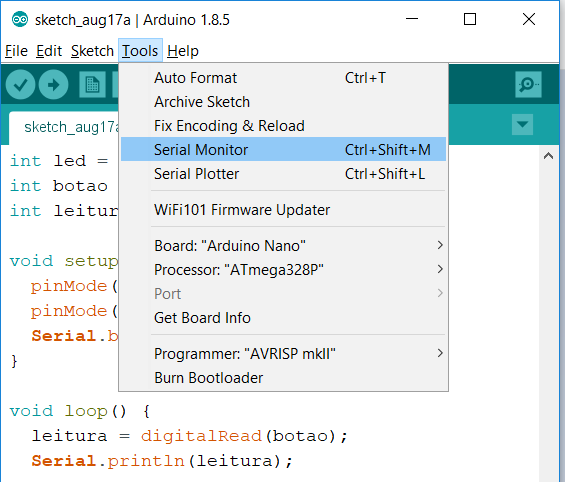 sketch_aug17a | Arduino 1.8.5
File Edit Sketch Tools Help
sketch_aug17a
Auto Format Ctrl+T
Archive Sketch
Fix Encoding & Reload
Serial Monitor Ctrl+Shift+M
Serial Plotter Ctrl+Shift+L
WiFi101 Firmware Updater
Board: "Arduino Nano"
Processor: "ATmega328P"
Port
Get Board Info
Programmer: "AVRISP mkII"
Burn Bootloader
int led =
int botao
int leitur
void setup
pinMode(
pinMode(
Serial.b
}
void loop() {
leitura = digitalRead(botao);
Serial.println(leitura);